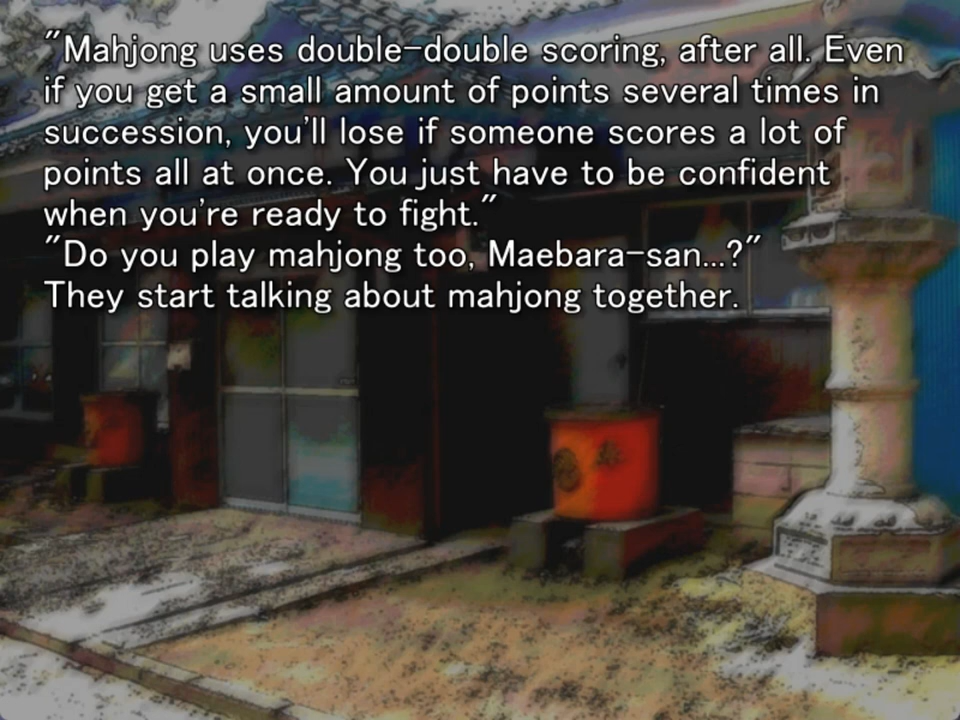 "Mahjong uses double-double scoring, after all. Even
if you get a small amount of points several times in
succession, you'll lose if someone scores a lot of
points all at once. You just have to be confident
when you're ready to fight."
"Do you play mahjong too, Maebara-san...?"
They start talking about mahjong together.